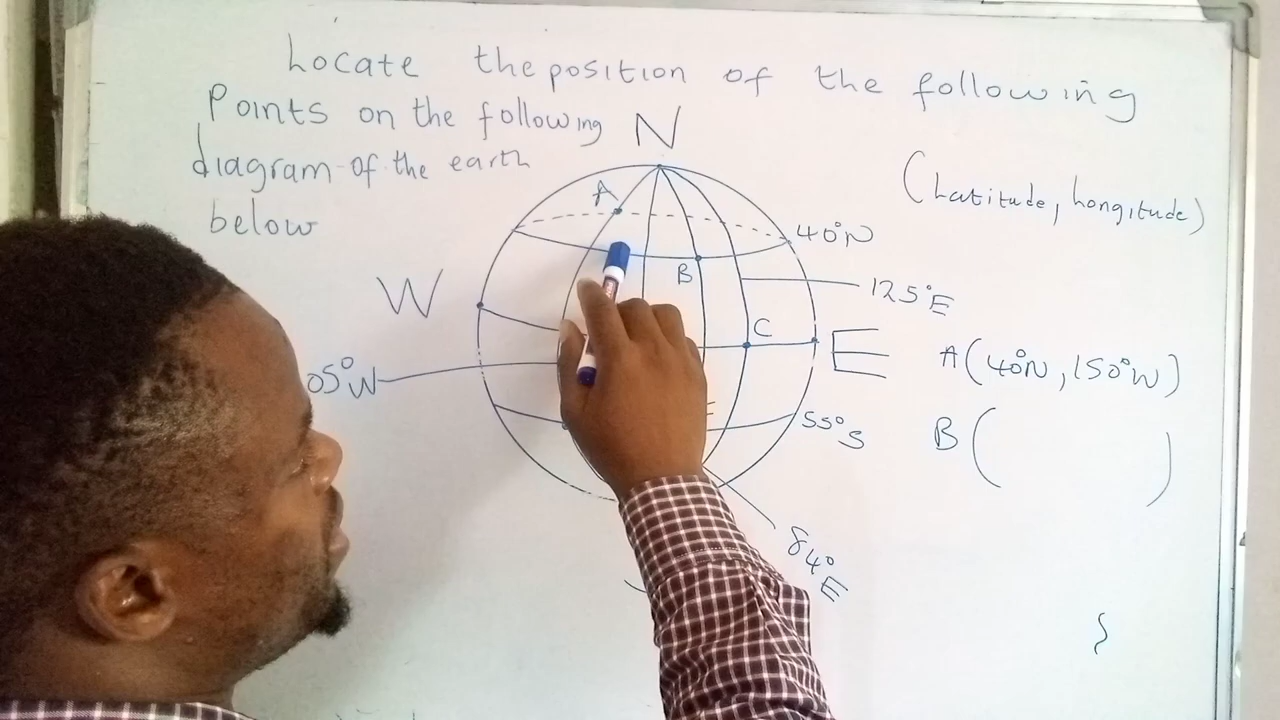 Locate the position of the following
Points on the following
diagram of the earth
below
N
(Latitude, Longitude)
A
40°N
W
B
125°E
C
E
A(40°N, 150°W)
05°W
55°S
B(          )
E
84°E